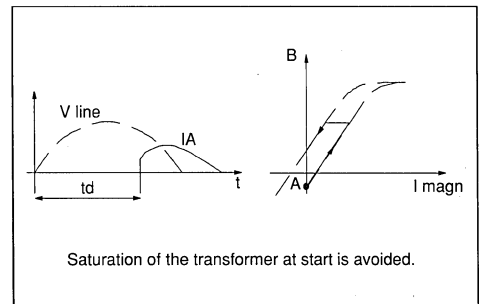 V line
IA
t
td
B
A
I magn
Saturation of the transformer at start is avoided.